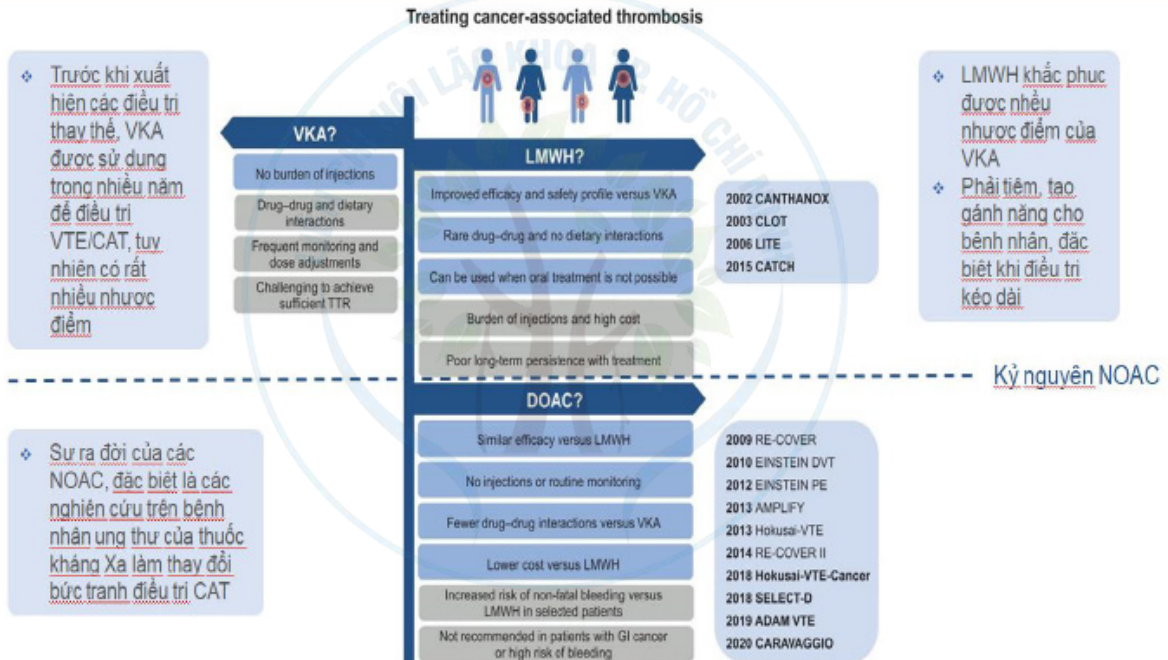 Treating cancer-associated thrombosis
Trước khi xuất
hiện các điều trị
thay thế, VKA
được sử dụng
trong nhiều năm
để điều trị
VTE/CAT, tuy
nhiên có rất
nhiều nhược
điểm
VKA?
No burden of injections
Drug–drug and dietary
interactions
Frequent monitoring and
dose adjustments
Challenging to achieve
sufficient TTR
LMWH?
Improved efficacy and safety profile versus VKA
Rare drug–drug and no dietary interactions
Can be used when oral treatment is not possible
Burden of injections and high cost
Poor long-term persistence with treatment
2002 CANTHANOX
2003 CLOT
2006 LITE
2015 CATCH
LMWH khắc phục
được nhều
nhược điểm của
VKA
Phải tiêm, tạo
gánh nặng cho
bệnh nhân, đặc
biệt khi điều trị
kéo dài
Kỷ nguyên NOAC
Sự ra đời của các
NOAC, đặc biệt là các
nghiên cứu trên bệnh
nhân ung thư của thuốc
kháng Xa làm thay đổi
bức tranh điều trị CAT
DOAC?
Similar efficacy versus LMWH
No injections or routine monitoring
Fewer drug–drug interactions versus VKA
Lower cost versus LMWH
Increased risk of non-fatal bleeding versus
LMWH in selected patients
Not recommended in patients with GI cancer
or high risk of bleeding
2009 RE-COVER
2010 EINSTEIN DVT
2012 EINSTEIN PE
2013 AMPLIFY
2013 Hokusai-VTE
2014 RE-COVER II
2018 Hokusai-VTE-Cancer
2018 SELECT-D
2019 ADAM VTE
2020 CARAVAGGIO